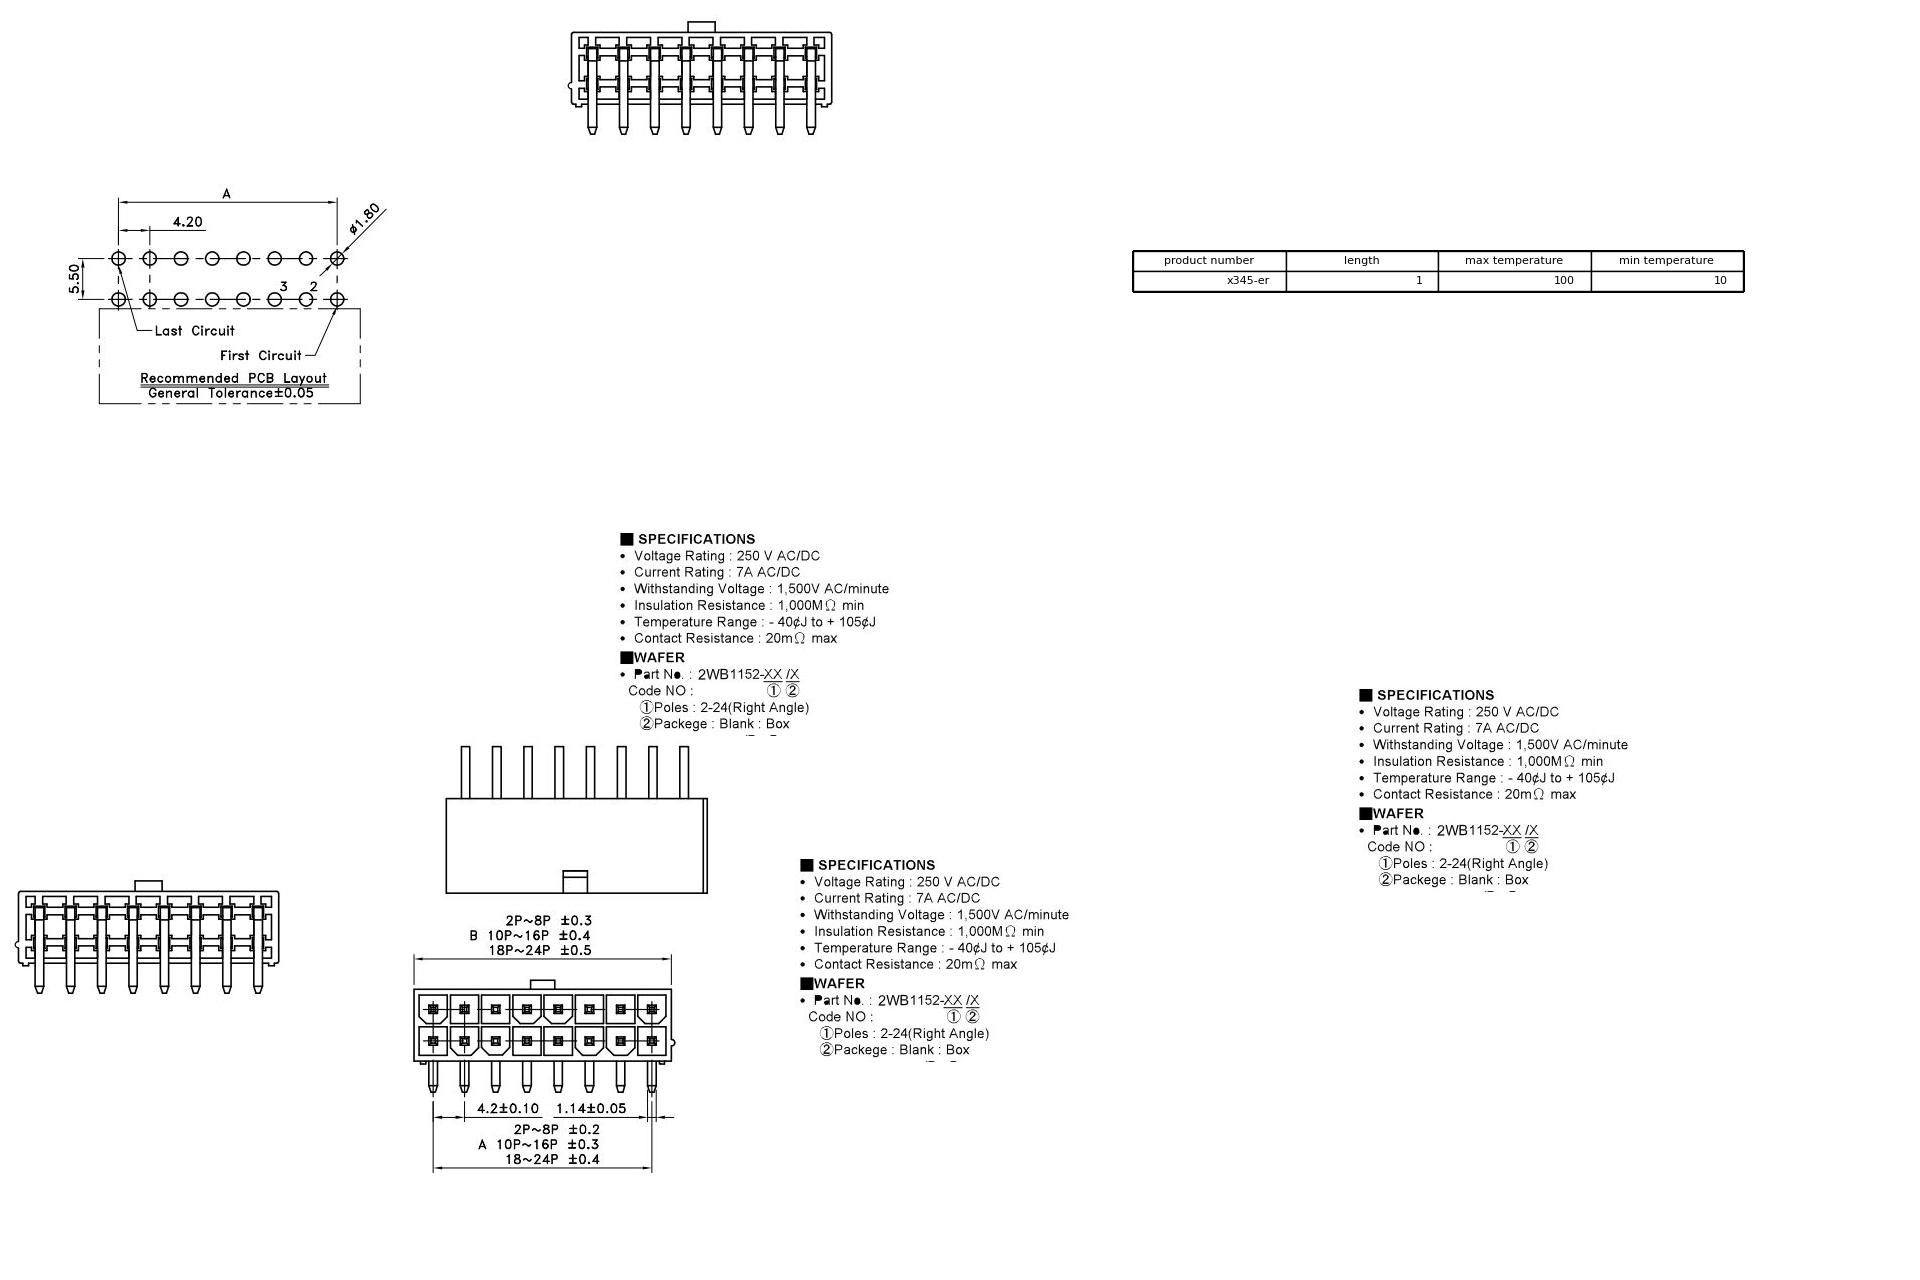 A
4.20
ø1.80
5.50
3 2
Last Circuit
First Circuit
Recommended PCB Layout
General Tolerance±0.05
product number length max temperature min temperature
x345-er 1 100 10
■ SPECIFICATIONS
• Voltage Rating : 250 V AC/DC
• Current Rating : 7A AC/DC
• Withstanding Voltage : 1,500V AC/minute
• Insulation Resistance : 1,000MΩ min
• Temperature Range : - 40¢J to + 105¢J
• Contact Resistance : 20mΩ max
■WAFER
• Part No. : 2WB1152-XX /X
Code NO : ① ②
①Poles : 2-24(Right Angle)
②Packege : Blank : Box
■ SPECIFICATIONS
• Voltage Rating : 250 V AC/DC
• Current Rating : 7A AC/DC
• Withstanding Voltage : 1,500V AC/minute
• Insulation Resistance : 1,000MΩ min
• Temperature Range : - 40¢J to + 105¢J
• Contact Resistance : 20mΩ max
■WAFER
• Part No. : 2WB1152-XX /X
Code NO : ① ②
①Poles : 2-24(Right Angle)
②Packege : Blank : Box
■ SPECIFICATIONS
• Voltage Rating : 250 V AC/DC
• Current Rating : 7A AC/DC
• Withstanding Voltage : 1,500V AC/minute
• Insulation Resistance : 1,000MΩ min
• Temperature Range : - 40¢J to + 105¢J
• Contact Resistance : 20mΩ max
■WAFER
• Part No. : 2WB1152-XX /X
Code NO : ① ②
①Poles : 2-24(Right Angle)
②Packege : Blank : Box
2P~8P ±0.3
B 10P~16P ±0.4
18P~24P ±0.5
4.2±0.10 1.14±0.05
2P~8P ±0.2
A 10P~16P ±0.3
18~24P ±0.4